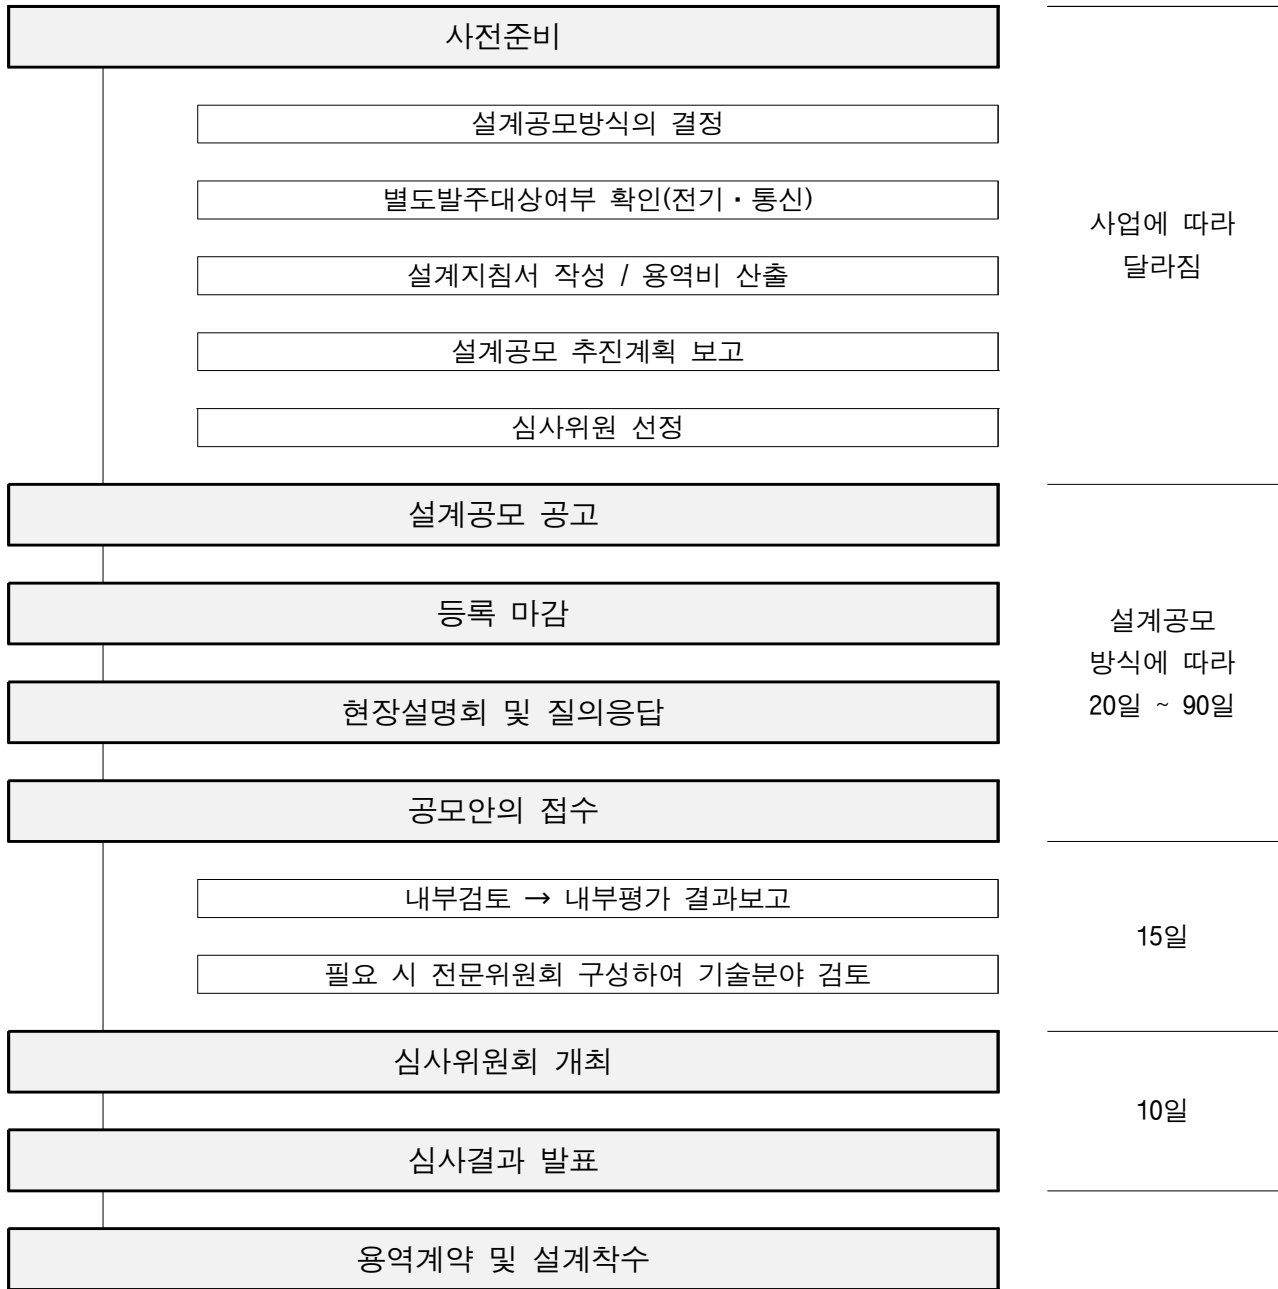 사전준비
설계공모방식의 결정
별도발주대상여부 확인(전기・통신)
설계지침서 작성 / 용역비 산출
설계공모 추진계획 보고
심사위원 선정
사업에 따라
달라짐
설계공모 공고
등록 마감
현장설명회 및 질의응답
공모안의 접수
설계공모
방식에 따라
20일 ~ 90일
내부검토 → 내부평가 결과보고
필요 시 전문위원회 구성하여 기술분야 검토
15일
심사위원회 개최
심사결과 발표
10일
용역계약 및 설계착수